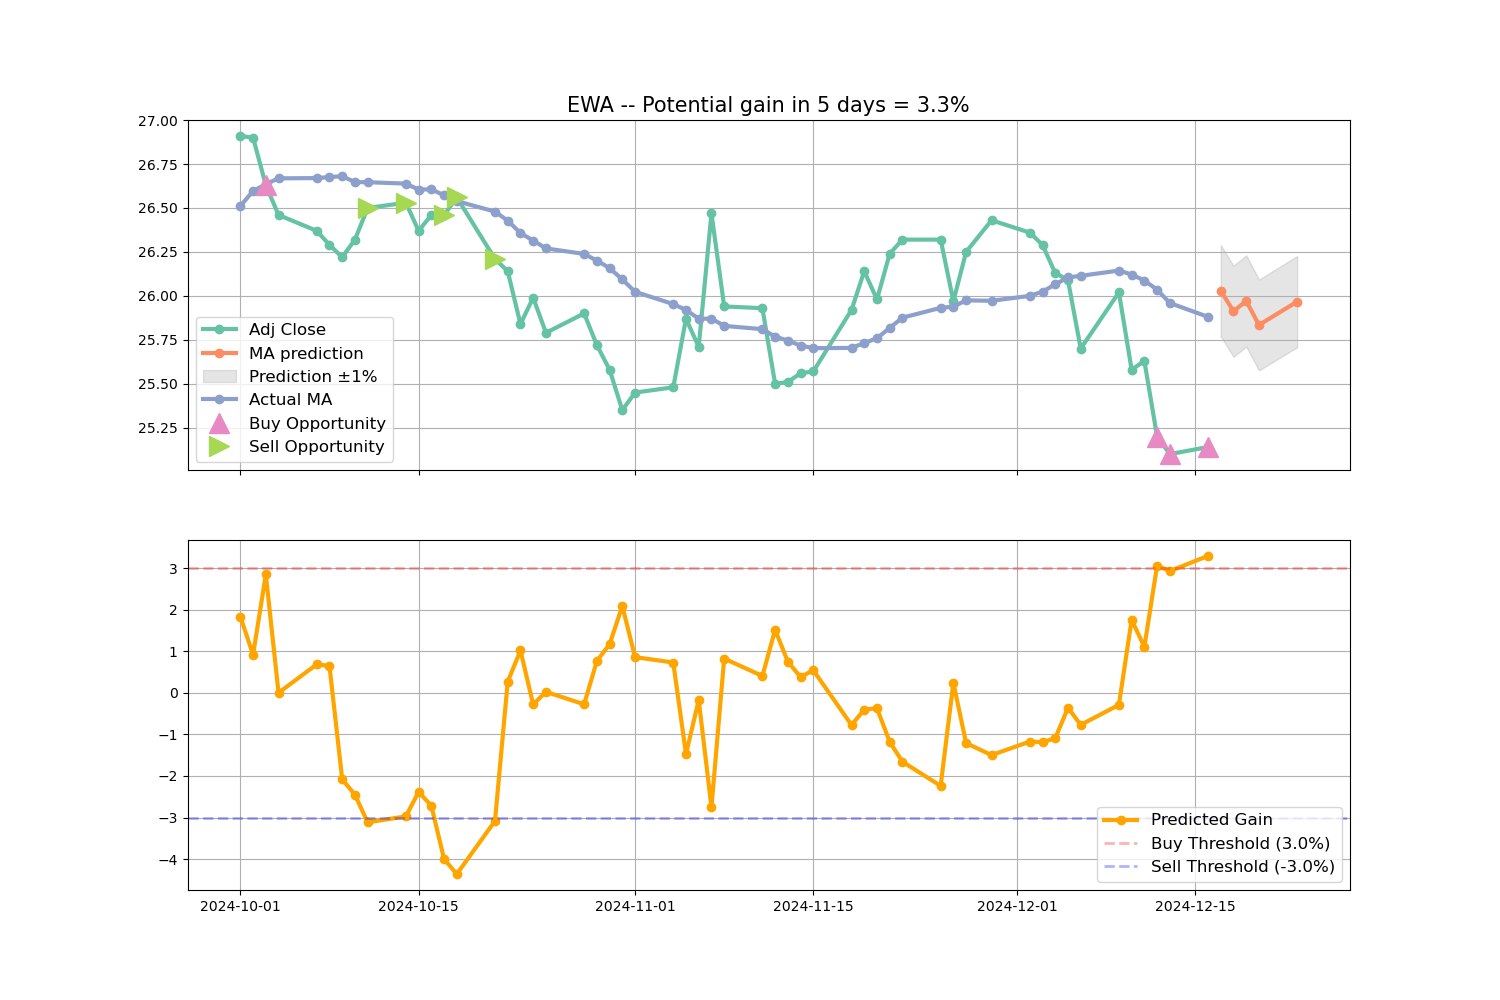 EWA -- Potential gain in 5 days = 3.3%
27.00
26.75
26.50
26.25
26.00
25.75
25.50
25.25
Adj Close
MA prediction
Prediction ±1%
Actual MA
Buy Opportunity
Sell Opportunity
3
2
1
0
−1
−2
−3
−4
Predicted Gain
Buy Threshold (3.0%)
Sell Threshold (-3.0%)
2024-10-01 2024-10-15 2024-11-01 2024-11-15 2024-12-01 2024-12-15